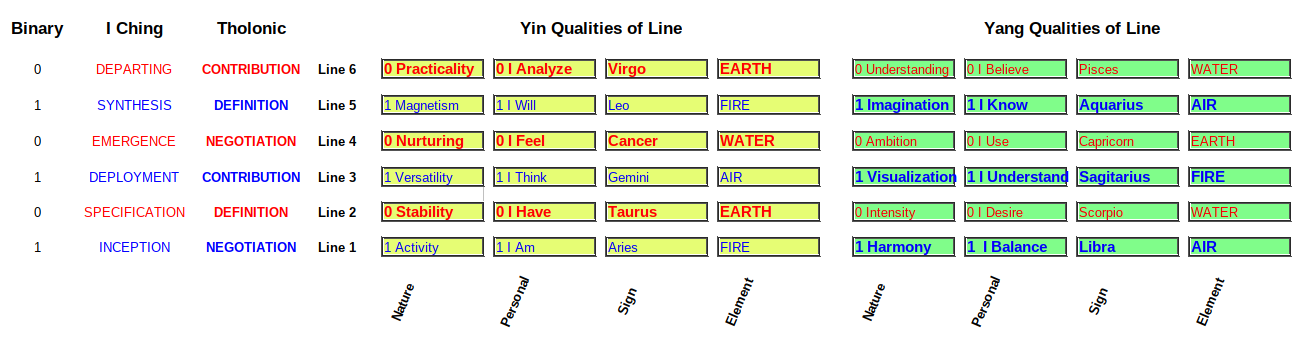 Binary I Ching Tholonic Yin Qualities of Line Yang Qualities of Line
0 DEPARTING CONTRIBUTION Line 6 0 Practicality 0 I Analyze Virgo EARTH 0 Understanding 0 I Believe Pisces WATER
1 SYNTHESIS DEFINITION Line 5 1 Magnetism 1 I Will Leo FIRE 1 Imagination 1 I Know Aquarius AIR
0 EMERGENCE NEGOTIATION Line 4 0 Nurturing 0 I Feel Cancer WATER 0 Ambition 0 I Use Capricorn EARTH
1 DEPLOYMENT CONTRIBUTION Line 3 1 Versatility 1 I Think Gemini AIR 1 Visualization 1 I Understand Sagitarius FIRE
0 SPECIFICATION DEFINITION Line 2 0 Stability 0 I Have Taurus EARTH 0 Intensity 0 I Desire Scorpio WATER
1 INCEPTION NEGOTIATION Line 1 1 Activity 1 I Am Aries FIRE 1 Harmony 1 I Balance Libra AIR
Nature Personal Sign Element Nature Personal Sign Element